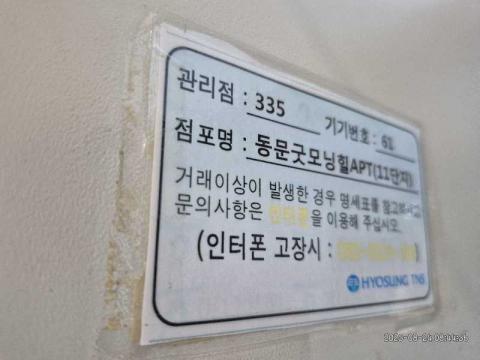 관리점 : 335 기기번호 : 61
점포명 : 동문굿모닝힐APT(11단지)
거래이상이 발생한 경우 명세표를 참고하시고
문의사항은 인터폰을 이용해 주십시오.
(인터폰 고장시 :
HYOSUNG TNS